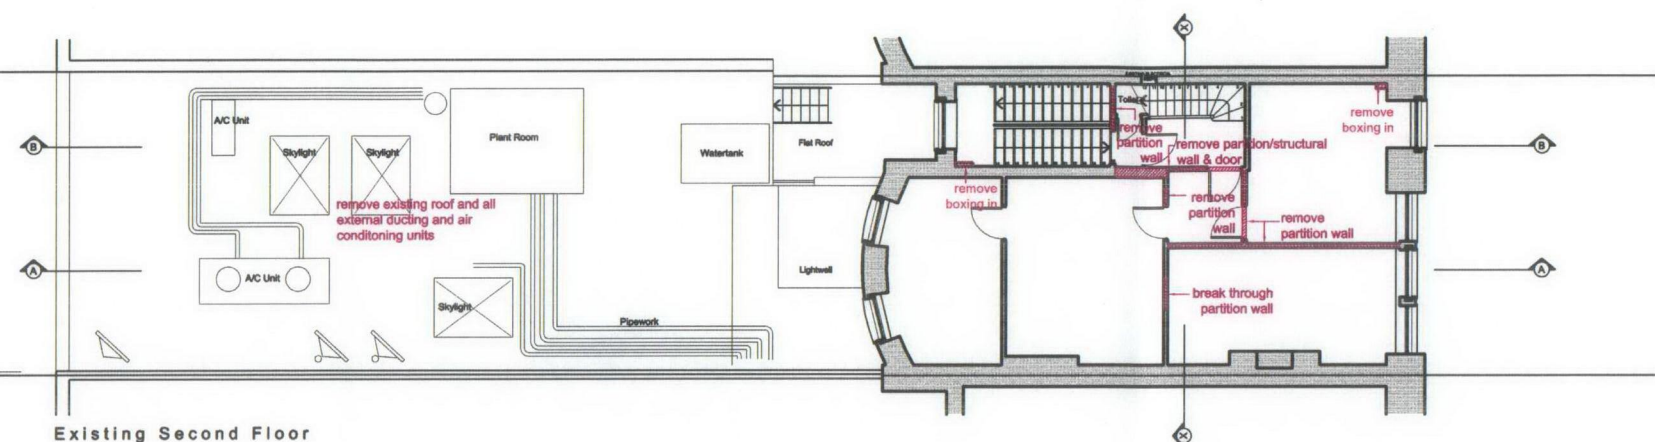 X
A/C Unit
Skylight
Skylight
Plant Room
Watertank
Flat Roof
Toilet
remove
partition
wall
remove partition/structural
wall & door
remove
boxing in
B
B
remove
boxing in
remove existing roof and all
external ducting and air
conditoning units
remove
partition
wall
remove
partition wall
A
A
A/C Unit
Lightwell
Skylight
Pipework
break through
partition wall
Existing Second Floor
X